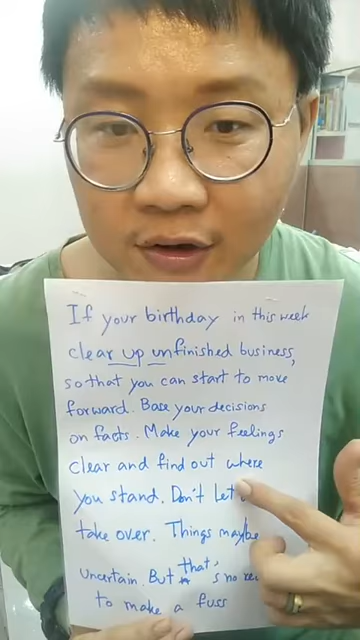 If your birthday in this week
clear up unfinished business,
so that you can start to move
forward. Base your decisions
on facts. Make your feelings
clear and find out where
you stand. Don't Let
take over. Things maybe
uncertain. But that's no
to make a fuss